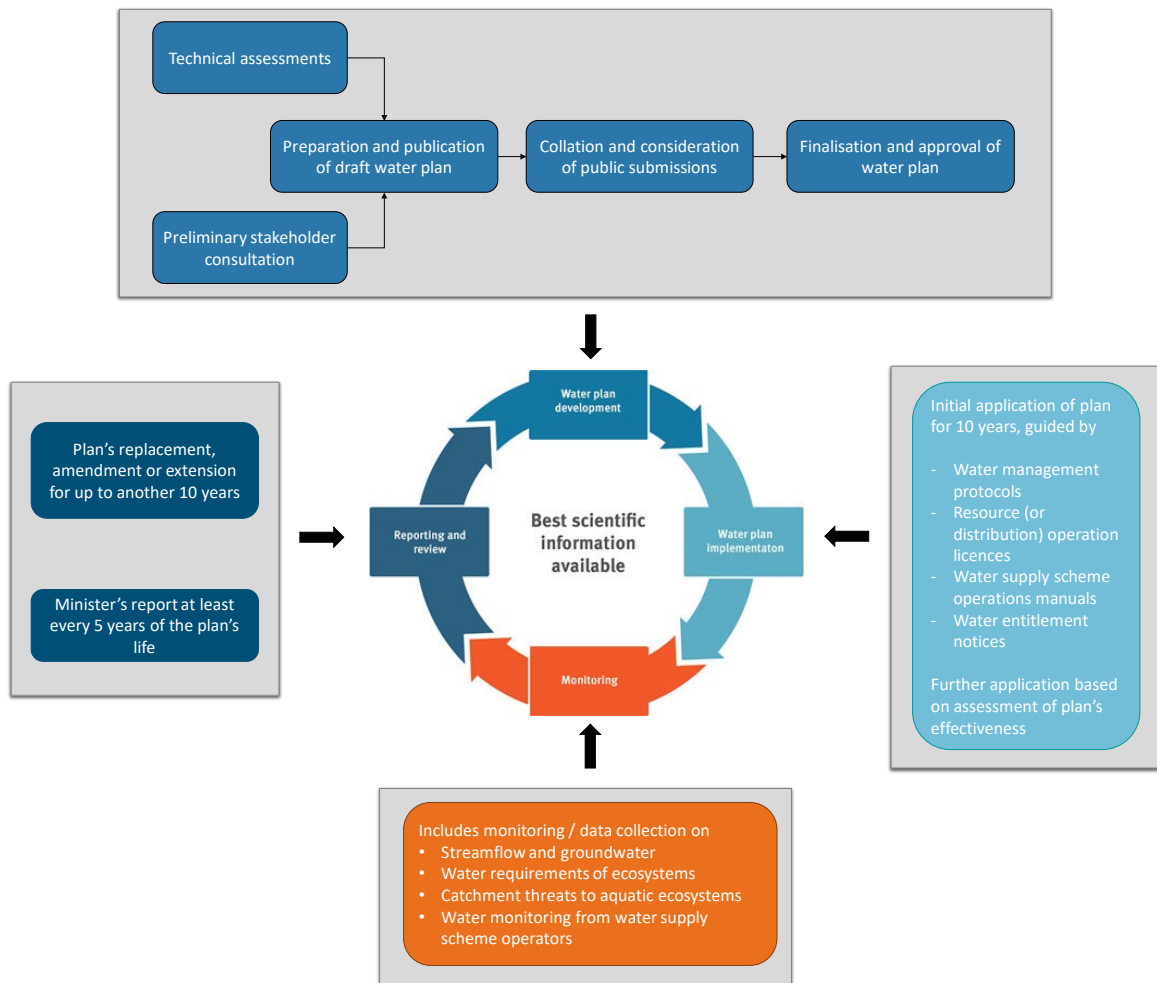 Technical assessments
Preparation and publication
of draft water plan
Collation and consideration
of public submissions
Finalisation and approval of
water plan
Preliminary stakeholder
consultation
Water plan
development
Plan's replacement,
amendment or extension
for up to another 10 years
Minister's report at least
every 5 years of the plan's
life
Reporting and
review
Best scientific
information
available
Water plan
implementaton
Initial application of plan
for 10 years, guided by
- Water management
protocols
- Resource (or
distribution) operation
licences
- Water supply scheme
operations manuals
- Water entitlement
notices
Further application based
on assessment of plan's
effectiveness
Monitoring
Includes monitoring / data collection on
• Streamflow and groundwater
• Water requirements of ecosystems
• Catchment threats to aquatic ecosystems
• Water monitoring from water supply
scheme operators